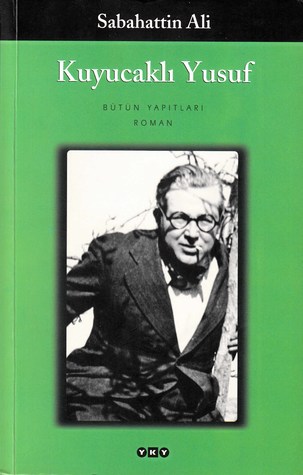 Sabahattin Ali
Kuyucaklı Yusuf
BÜTÜN YAPITLARI
ROMAN
YKY